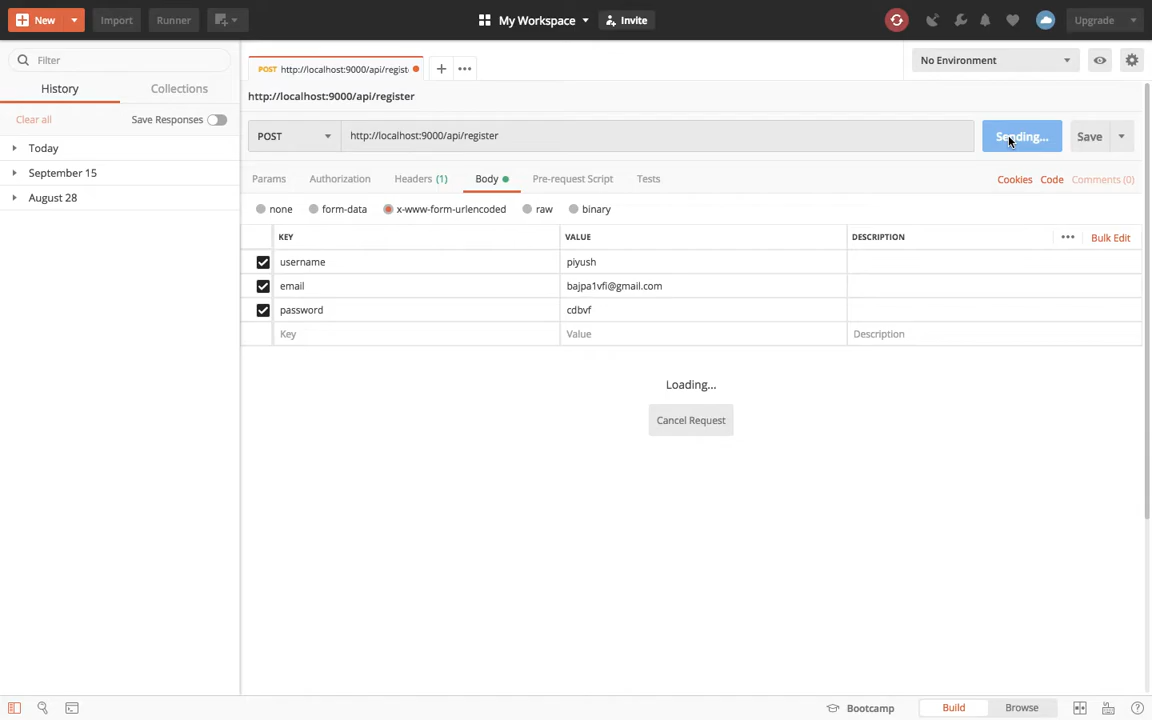 New Import Runner My Workspace Invite Upgrade
Filter
History Collections
Clear all Save Responses
Today
September 15
August 28
POST http://localhost:9000/api/regist
No Environment
http://localhost:9000/api/register
POST http://localhost:9000/api/register Sending... Save
Params Authorization Headers (1) Body Pre-request Script Tests Cookies Code Comments (0)
none form-data x-www-form-urlencoded raw binary
KEY VALUE DESCRIPTION Bulk Edit
username piyush
email bajpa1vfi@gmail.com
password cdbvf
Key Value Description
Loading...
Cancel Request
Bootcamp Build Browse